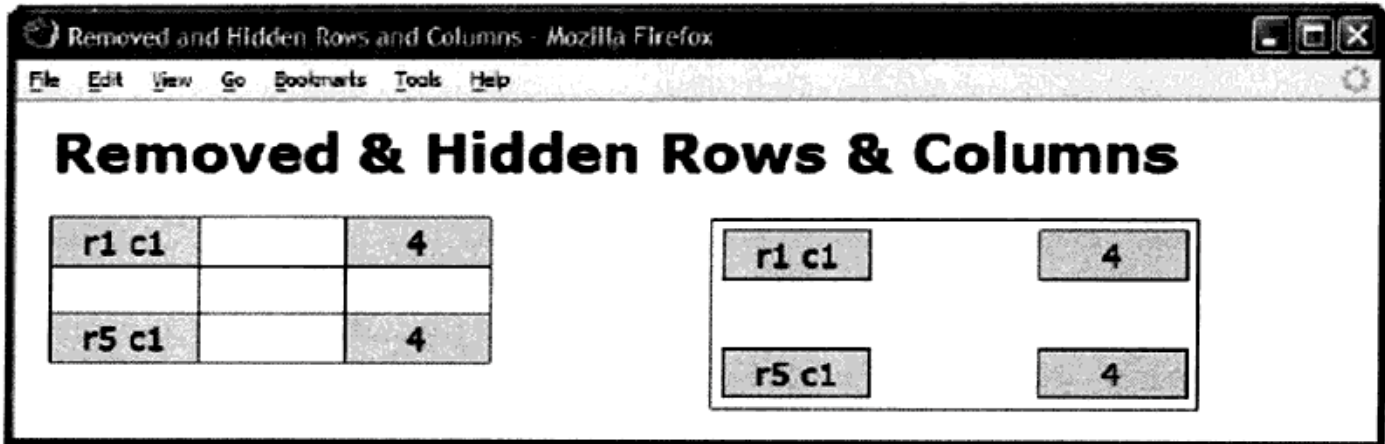 Removed and Hidden Rows and Columns - Mozilla Firefox
File Edit View Go Bookmarks Tools Help
Removed & Hidden Rows & Columns
r1 c1 4
r5 c1 4
r1 c1 4
r5 c1 4